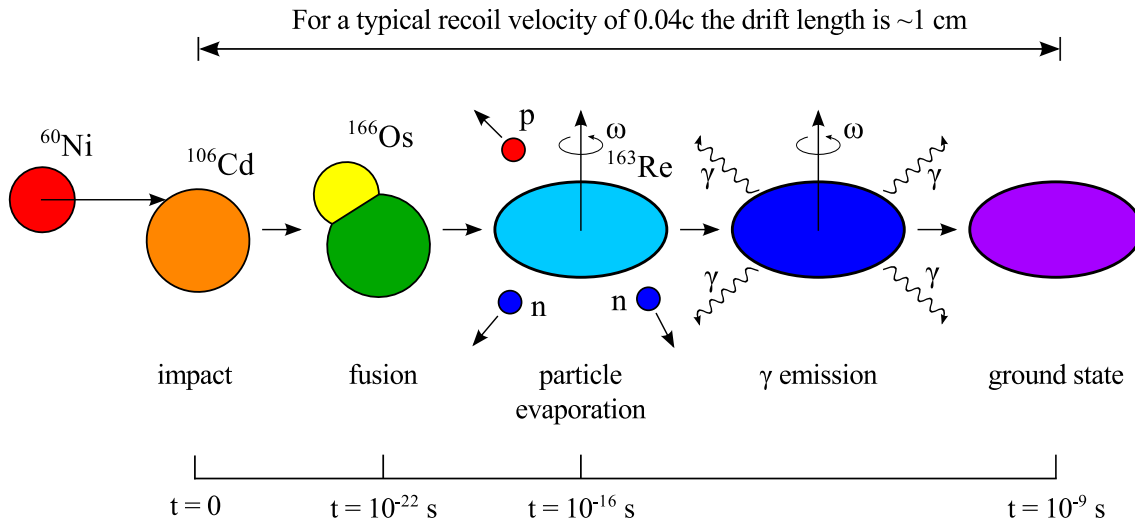 For a typical recoil velocity of 0.04c the drift length is ~1 cm
⁶⁰Ni
¹⁰⁶Cd
¹⁶⁶Os
p
ω
¹⁶³Re
n
n
ω
γ
γ
γ
γ
impact
fusion
particle
evaporation
γ emission
ground state
t = 0
t = 10⁻²² s
t = 10⁻¹⁶ s
t = 10⁻⁹ s